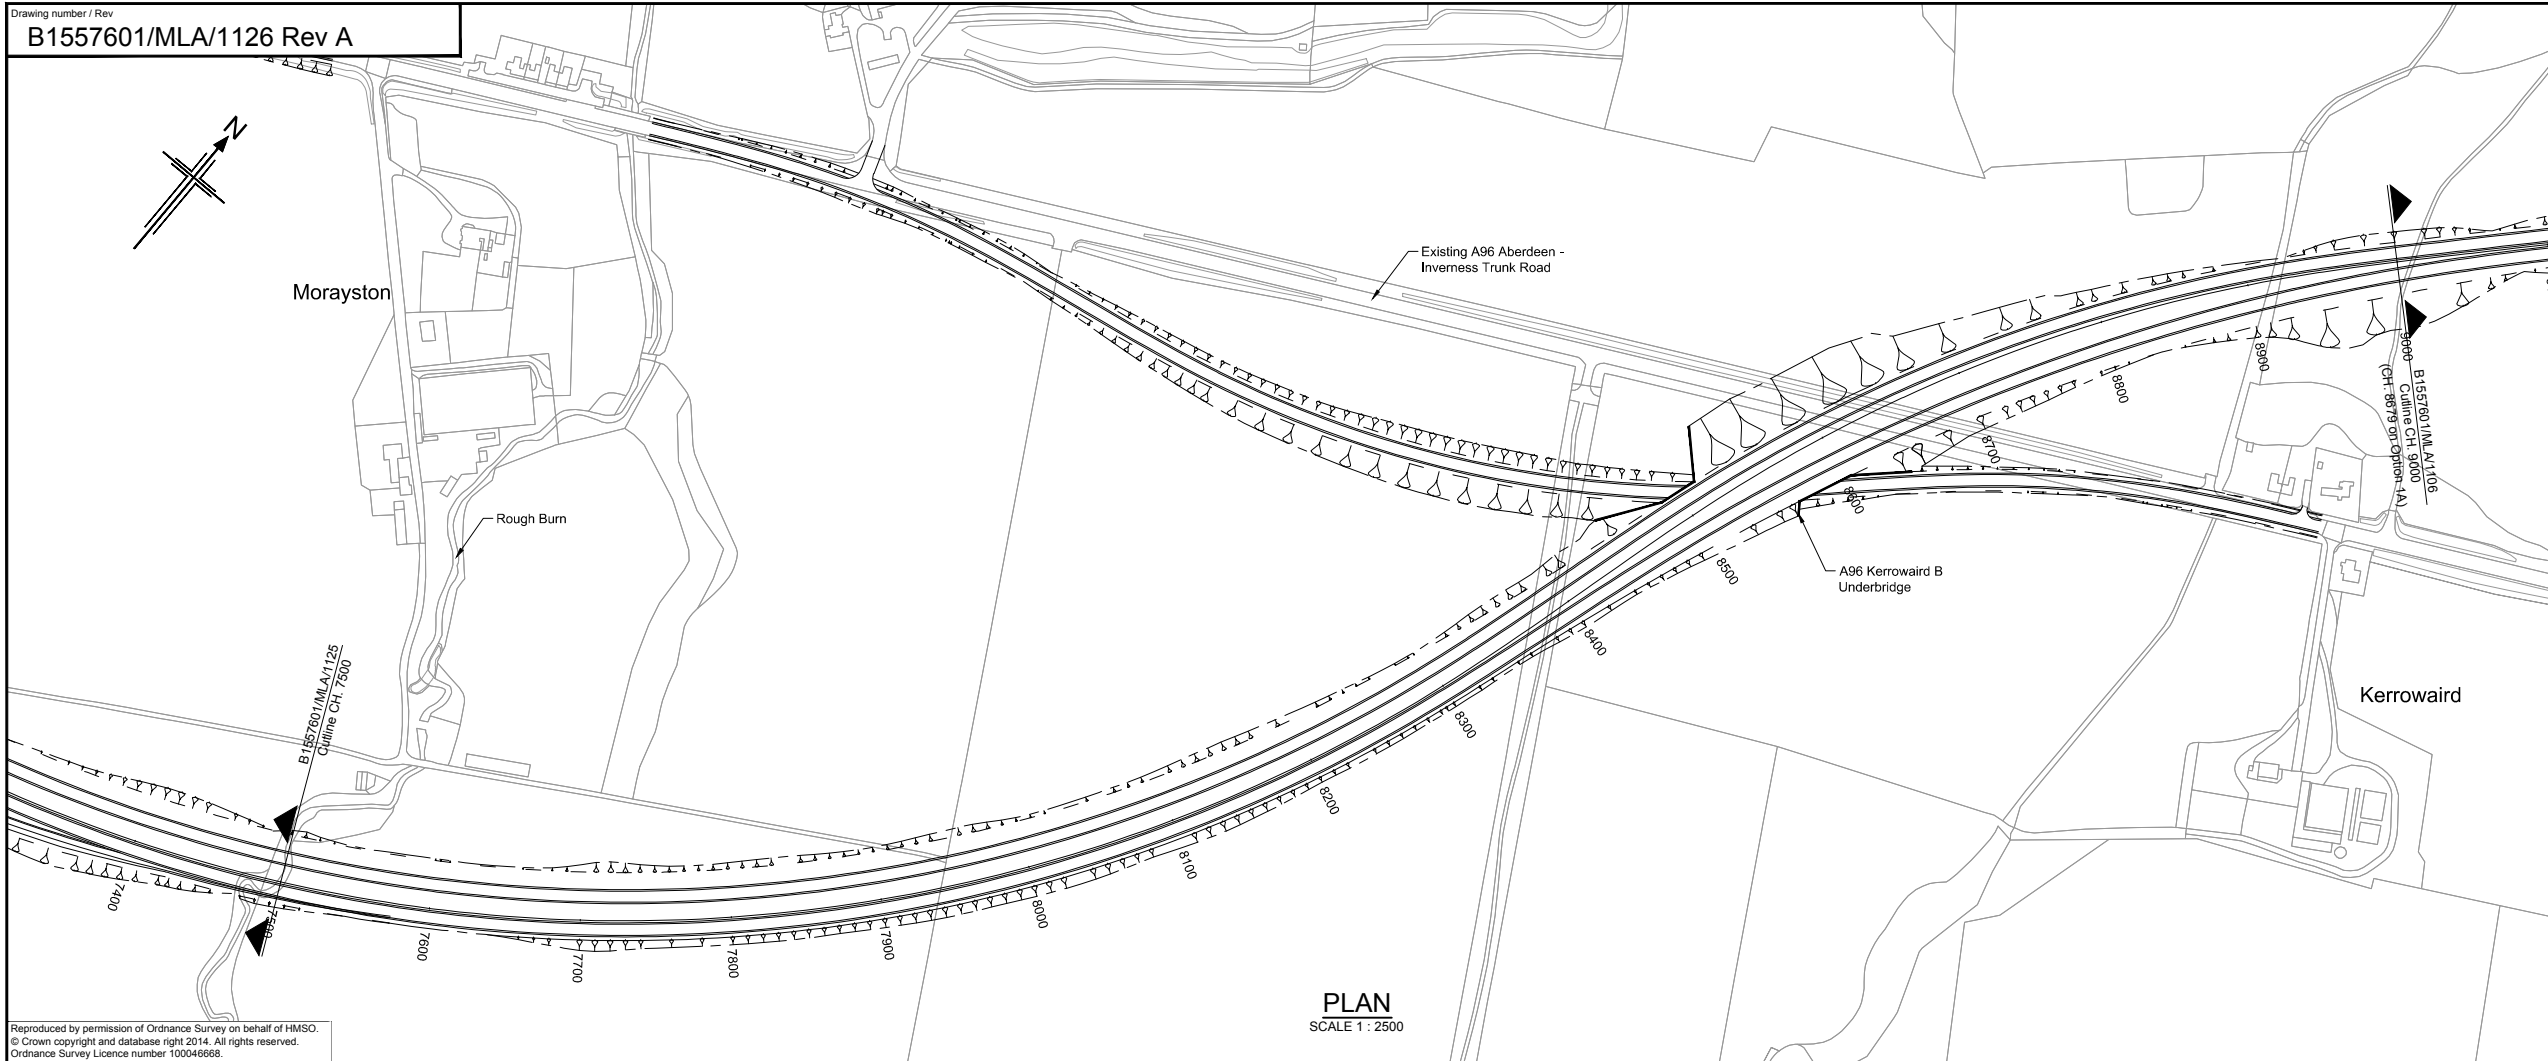 Drawing number / Rev
B1557601/MLA/1126 Rev A
N
Morayston
Existing A96 Aberdeen -
Inverness Trunk Road
Rough Burn
A96 Kerrowaird B
Underbridge
Kerrowaird
B1557601/MLA/1125
Cutline CH. 7500
B1557601/MLA/1106
Cutline CH. 9000
(CH. 8679 on Option 1A)
7400
7500
7600
7700
7800
7900
8000
8100
8200
8300
8400
8500
8600
8700
8800
8900
9000
PLAN
SCALE 1 : 2500
Reproduced by permission of Ordnance Survey on behalf of HMSO.
© Crown copyright and database right 2014. All rights reserved.
Ordnance Survey Licence number 100046668.